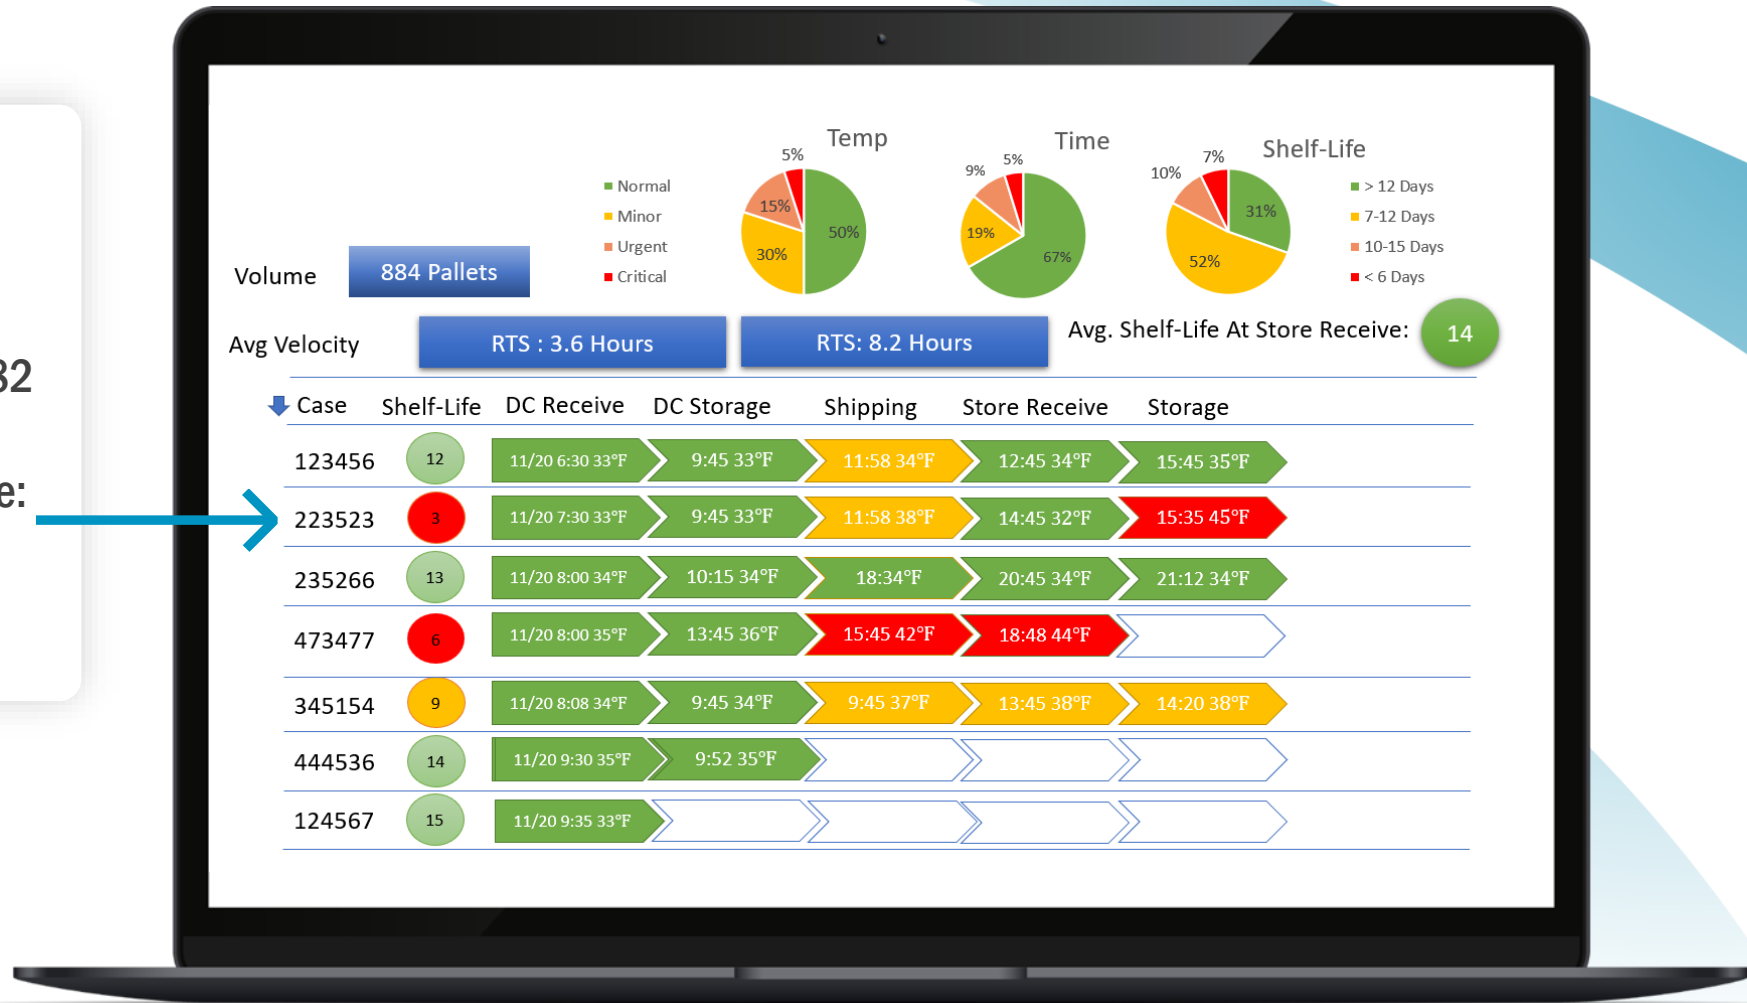 32
e:
Temp
5%
15%
50%
30%
Time
9%
5%
19%
67%
Shelf-Life
10%
7%
31%
52%
Normal
Minor
Urgent
Critical
> 12 Days
7-12 Days
10-15 Days
< 6 Days
Volume 884 Pallets
Avg Velocity RTS : 3.6 Hours RTS: 8.2 Hours Avg. Shelf-Life At Store Receive: 14
Case Shelf-Life DC Receive DC Storage Shipping Store Receive Storage
123456 12 11/20 6:30 33°F 9:45 33°F 11:58 34°F 12:45 34°F 15:45 35°F
223523 3 11/20 7:30 33°F 9:45 33°F 11:58 38°F 14:45 32°F 15:35 45°F
235266 13 11/20 8:00 34°F 10:15 34°F 18:34°F 20:45 34°F 21:12 34°F
473477 6 11/20 8:00 35°F 13:45 36°F 15:45 42°F 18:48 44°F
345154 9 11/20 8:08 34°F 9:45 34°F 9:45 37°F 13:45 38°F 14:20 38°F
444536 14 11/20 9:30 35°F 9:52 35°F
124567 15 11/20 9:35 33°F